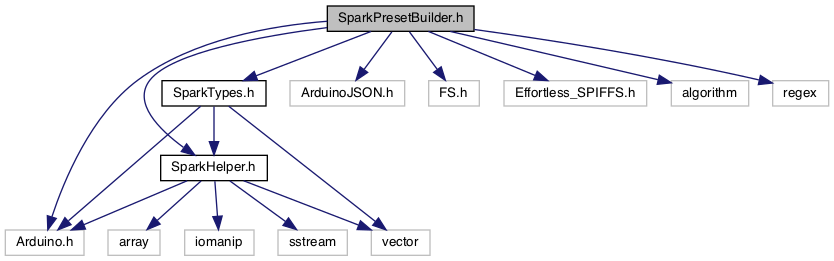 SparkPresetBuilder.h
SparkTypes.h
ArduinoJSON.h
FS.h
Effortless_SPIFFS.h
algorithm
regex
SparkHelper.h
Arduino.h
array
iomanip
sstream
vector